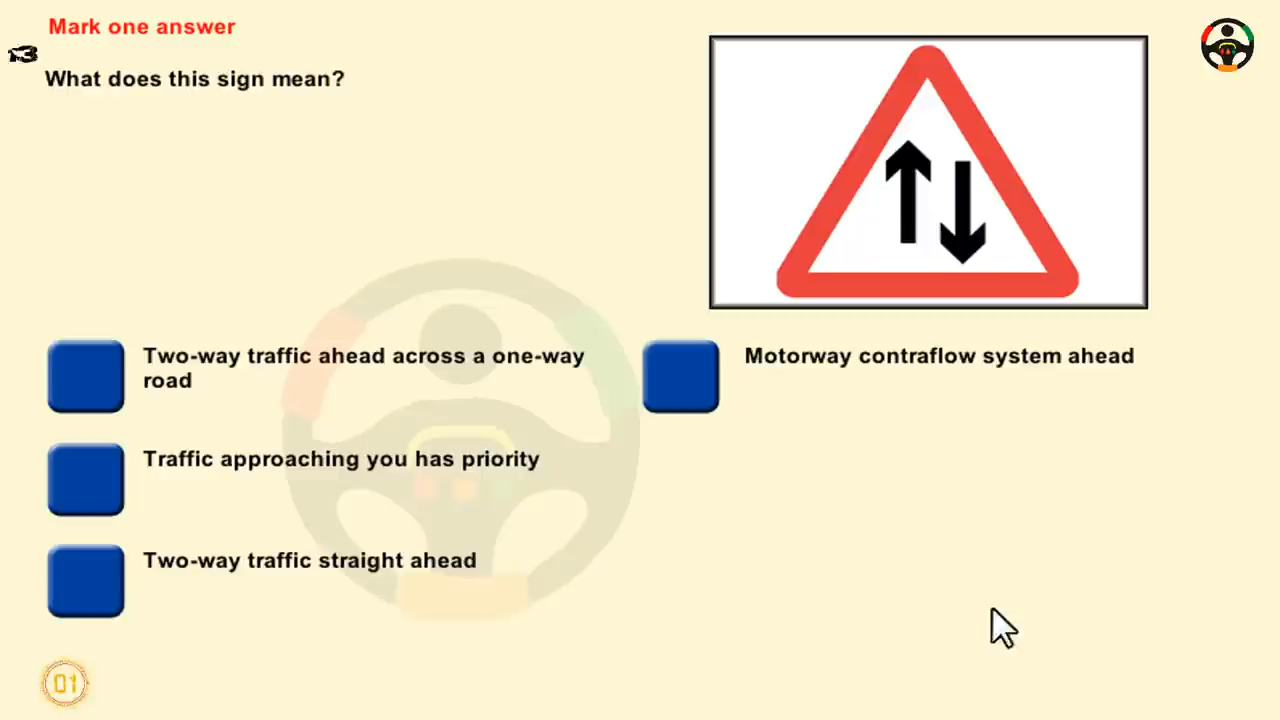 Mark one answer
What does this sign mean?
Two-way traffic ahead across a one-way
road
Motorway contraflow system ahead
Traffic approaching you has priority
Two-way traffic straight ahead
01